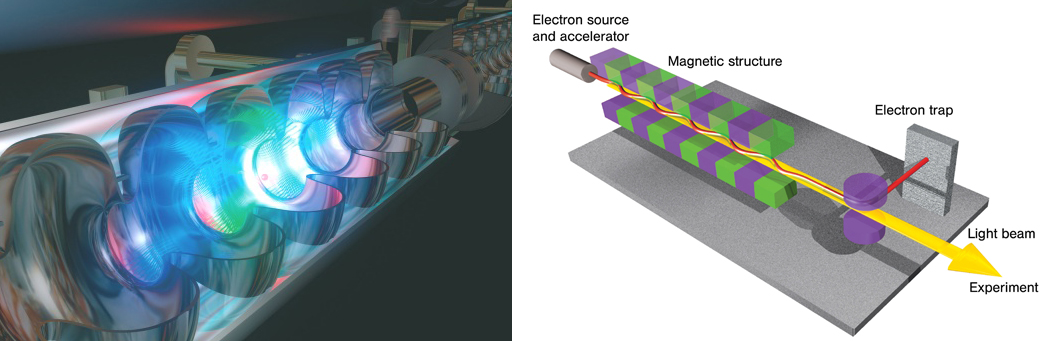 Electron source
and accelerator
Magnetic structure
Electron trap
Light beam
Experiment